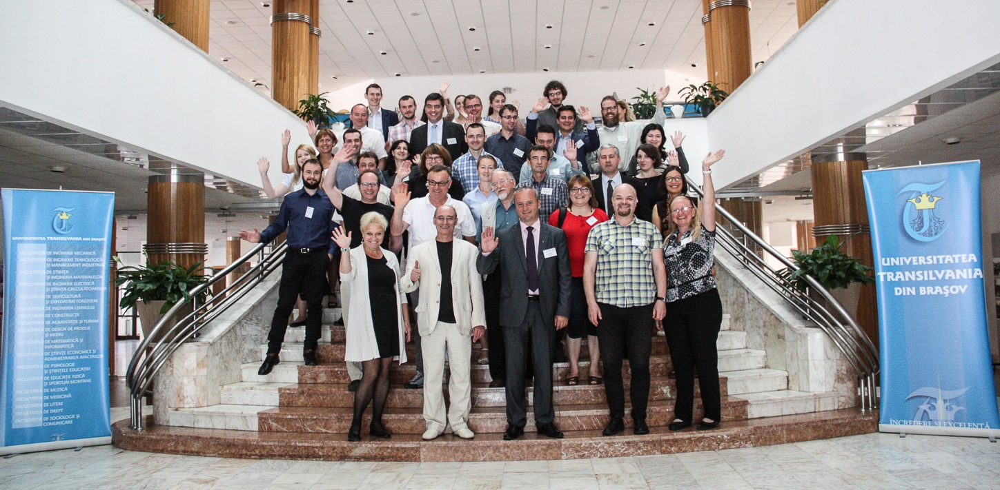 UNIVERSITATEA TRANSILVANIA DIN BRAȘOV
FACULTATEA DE INGINERIE MECANICĂ
FACULTATEA DE INGINERIE TEHNOLOGICĂ
ȘI MANAGEMENT INDUSTRIAL
FACULTATEA DE ȘTIINȚA
ȘI INGINERIA MATERIALELOR
FACULTATEA DE INGINERIE ELECTRICĂ
ȘI ȘTIINȚA CALCULATOARELOR
FACULTATEA DE SILVICULTURĂ
ȘI EXPLOATĂRI FORESTIERE
FACULTATEA DE INGINERIA LEMNULUI
FACULTATEA DE CONSTRUCȚII
FACULTATEA DE ALIMENTAȚIE ȘI TURISM
FACULTATEA DE DESIGN DE PRODUS
ȘI MEDIU
FACULTATEA DE MATEMATICĂ ȘI
INFORMATICĂ
FACULTATEA DE ȘTIINȚE ECONOMICE ȘI
ADMINISTRAREA AFACERILOR
FACULTATEA DE PSIHOLOGIE
ȘI ȘTIINȚELE EDUCAȚIEI
FACULTATEA DE EDUCAȚIE FIZICĂ
ȘI SPORTURI MONTANE
FACULTATEA DE MUZICĂ
FACULTATEA DE MEDICINĂ
FACULTATEA DE LITERE
FACULTATEA DE DREPT
FACULTATEA DE SOCIOLOGIE ȘI
COMUNICARE
UNIVERSITATEA
TRANSILVANIA
DIN BRAȘOV
ÎNCREDERE ȘI EXCELENȚĂ